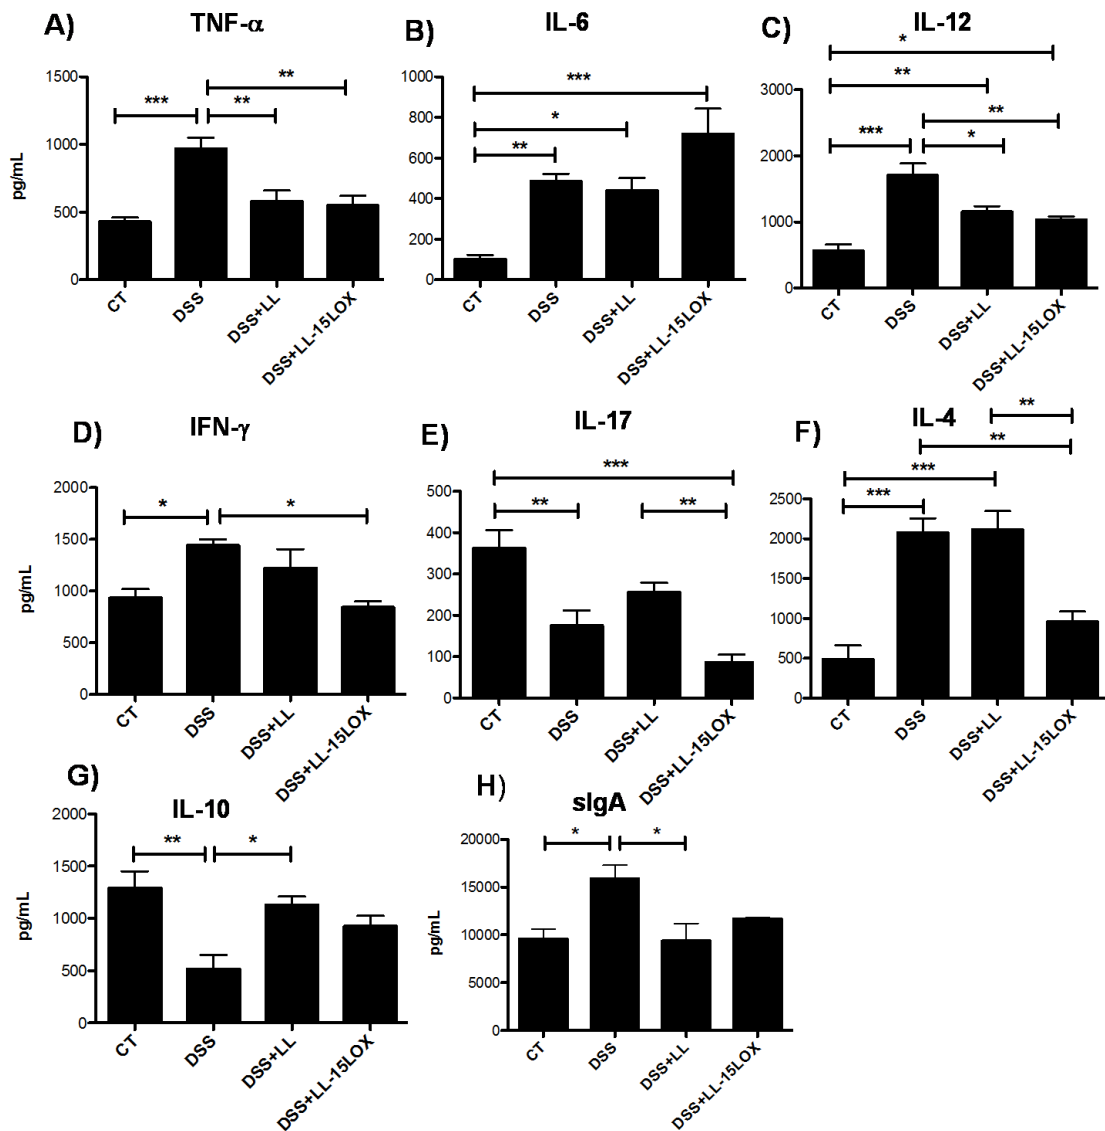 A) TNF-α
***
**
**
pg/mL
1500
1000
500
0
CT
DSS
DSS+LL
DSS+LL-15LOX
B) IL-6
***
*
**
1000
800
600
400
200
0
CT
DSS
DSS+LL
DSS+LL-15LOX
C) IL-12
*
**
**
***
*
3000
2000
1000
0
CT
DSS
DSS+LL
DSS+LL-15LOX
D) IFN-γ
*
*
pg/mL
2000
1500
1000
500
0
CT
DSS
DSS+LL
DSS+LL-15LOX
E) IL-17
***
**
**
500
400
300
200
100
0
CT
DSS
DSS+LL
DSS+LL-15LOX
F) IL-4
**
**
***
***
2500
2000
1500
1000
500
0
CT
DSS
DSS+LL
DSS+LL-15LOX
G) IL-10
**
*
pg/mL
2000
1500
1000
500
0
CT
DSS
DSS+LL
DSS+LL-15LOX
H) sIgA
*
*
pg/mL
20000
15000
10000
5000
0
CT
DSS
DSS+LL
DSS+LL-15LOX